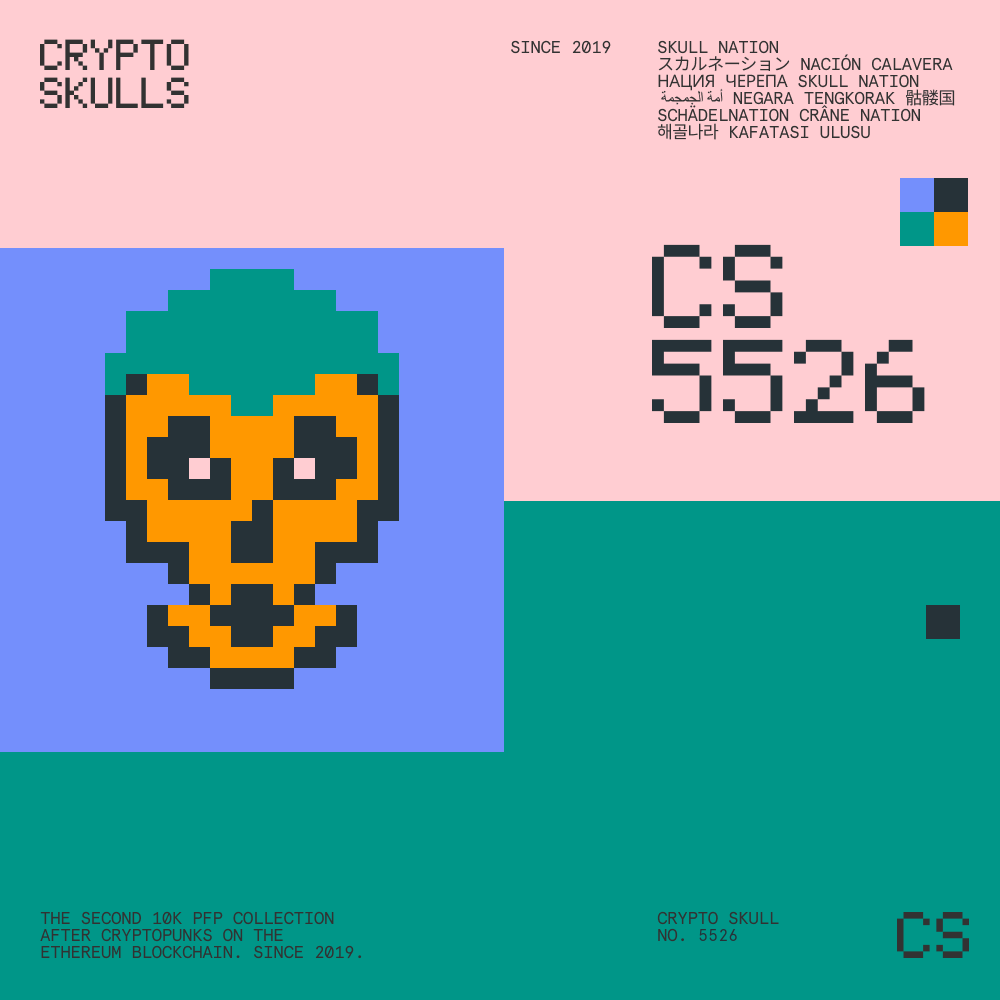 CRYPTO
SKULLS
SINCE 2019
SKULL NATION
スカルネーション NACIÓN CALAVERA
НАЦИЯ ЧЕРЕПА SKULL NATION
أمة الجمجمة NEGARA TENGKORAK 骷髅国
SCHÄDELNATION CRÂNE NATION
해골나라 KAFATASI ULUSU
CS
5526
THE SECOND 10K PFP COLLECTION
AFTER CRYPTOPUNKS ON THE
ETHEREUM BLOCKCHAIN. SINCE 2019.
CRYPTO SKULL
NO. 5526
CS